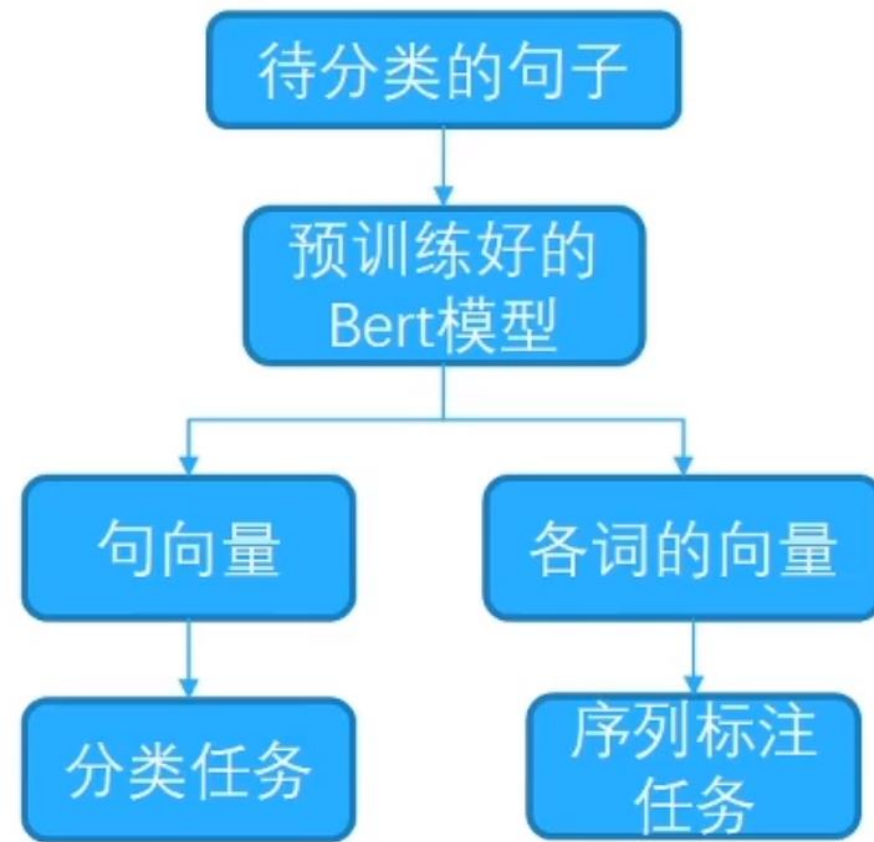 待分类的句子
预训练好的
Bert模型
句向量
各词的向量
分类任务
序列标注
任务